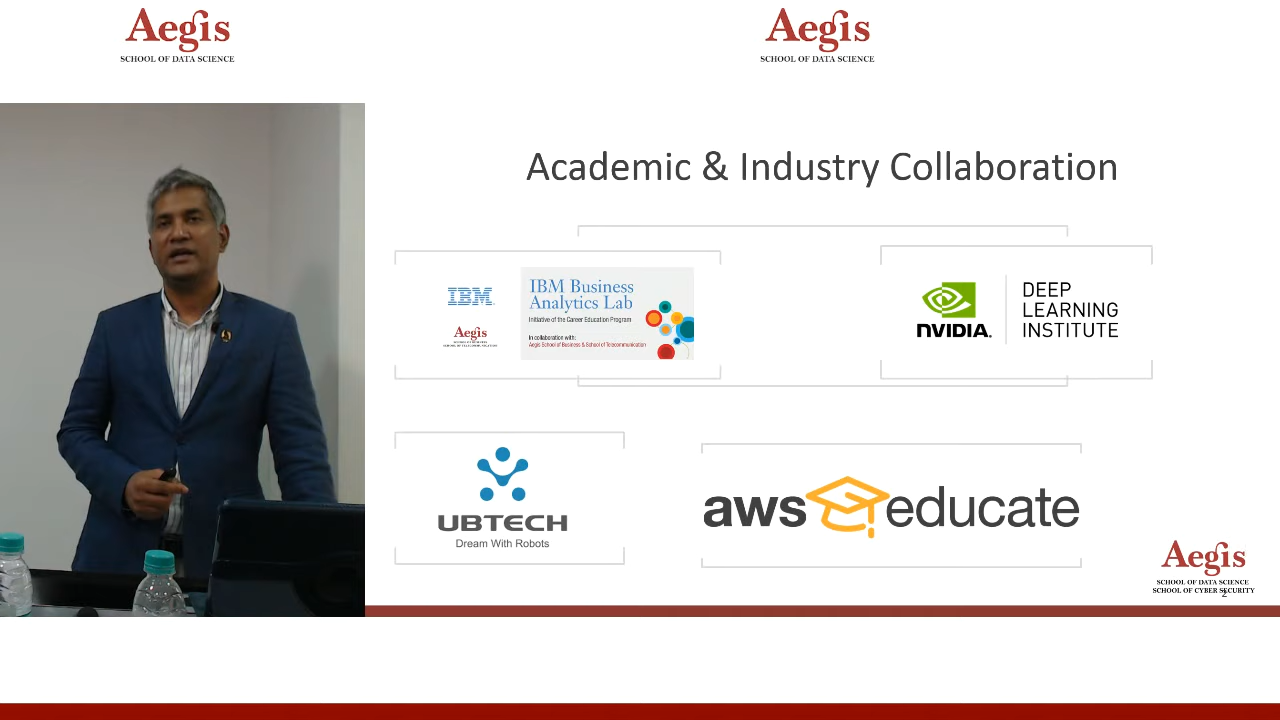 Aegis
SCHOOL OF DATA SCIENCE
Aegis
SCHOOL OF DATA SCIENCE
Academic & Industry Collaboration
IBM
Aegis
IBM Business
Analytics Lab
Initiative of the Career Education Program
In collaboration with:
Aegis School of Business & School of Telecommunication
NVIDIA.
DEEP
LEARNING
INSTITUTE
UBTECH
Dream With Robots
aws educate
Aegis
SCHOOL OF DATA SCIENCE
SCHOOL OF CYBER SECURITY
2